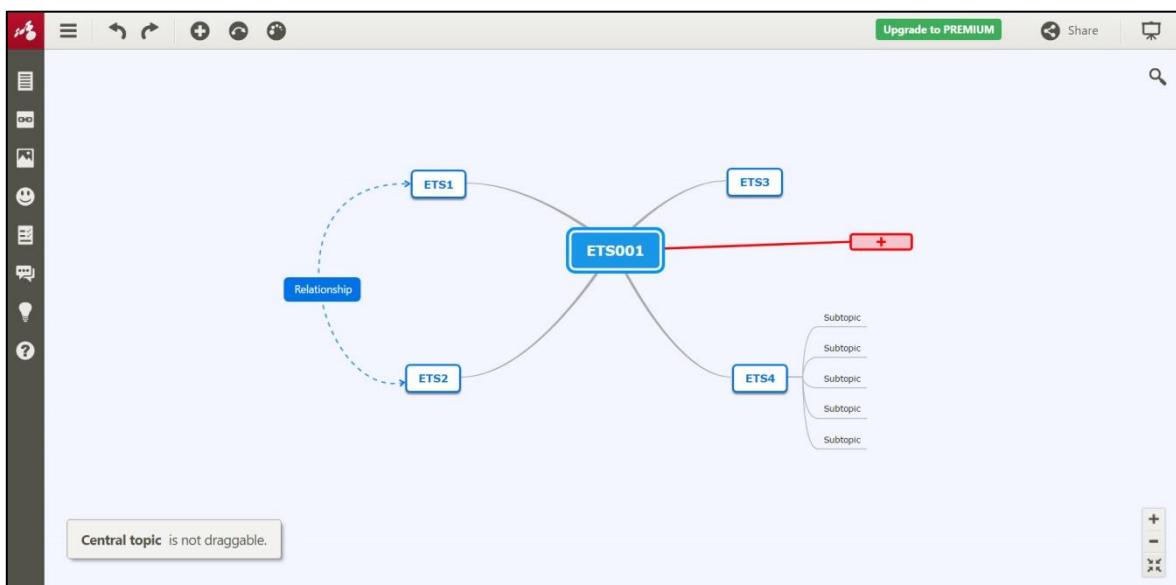 Upgrade to PREMIUM
Share
ETS1
ETS3
ETS001
Relationship
Subtopic
Subtopic
ETS2
ETS4
Subtopic
Subtopic
Subtopic
Central topic is not draggable.